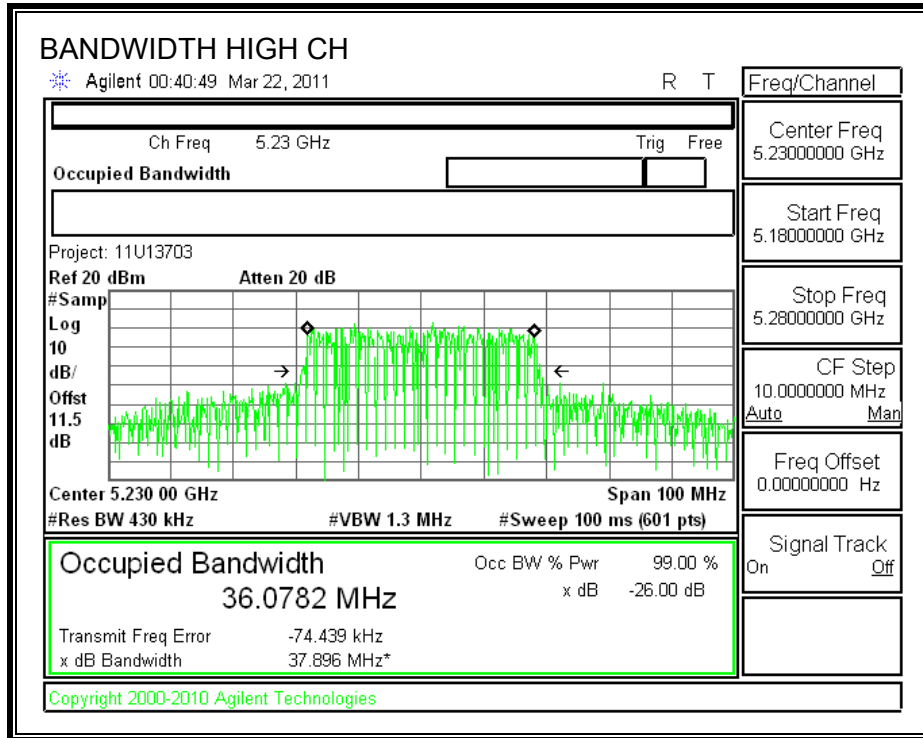 BANDWIDTH HIGH CH
Agilent 00:40:49 Mar 22, 2011 R T
Freq/Channel
Ch Freq 5.23 GHz Trig Free
Occupied Bandwidth
Center Freq
5.23000000 GHz
Start Freq
5.18000000 GHz
Stop Freq
5.28000000 GHz
CF Step
10.0000000 MHz
Auto Man
Freq Offset
0.00000000 Hz
Signal Track
On Off
Project: 11U13703
Ref 20 dBm Atten 20 dB
#Samp
Log
10
dB/
Offst
11.5
dB
Center 5.230 00 GHz Span 100 MHz
#Res BW 430 kHz #VBW 1.3 MHz #Sweep 100 ms (601 pts)
Occupied Bandwidth Occ BW % Pwr 99.00 %
36.0782 MHz x dB -26.00 dB
Transmit Freq Error -74.439 kHz
x dB Bandwidth 37.896 MHz*
Copyright 2000-2010 Agilent Technologies